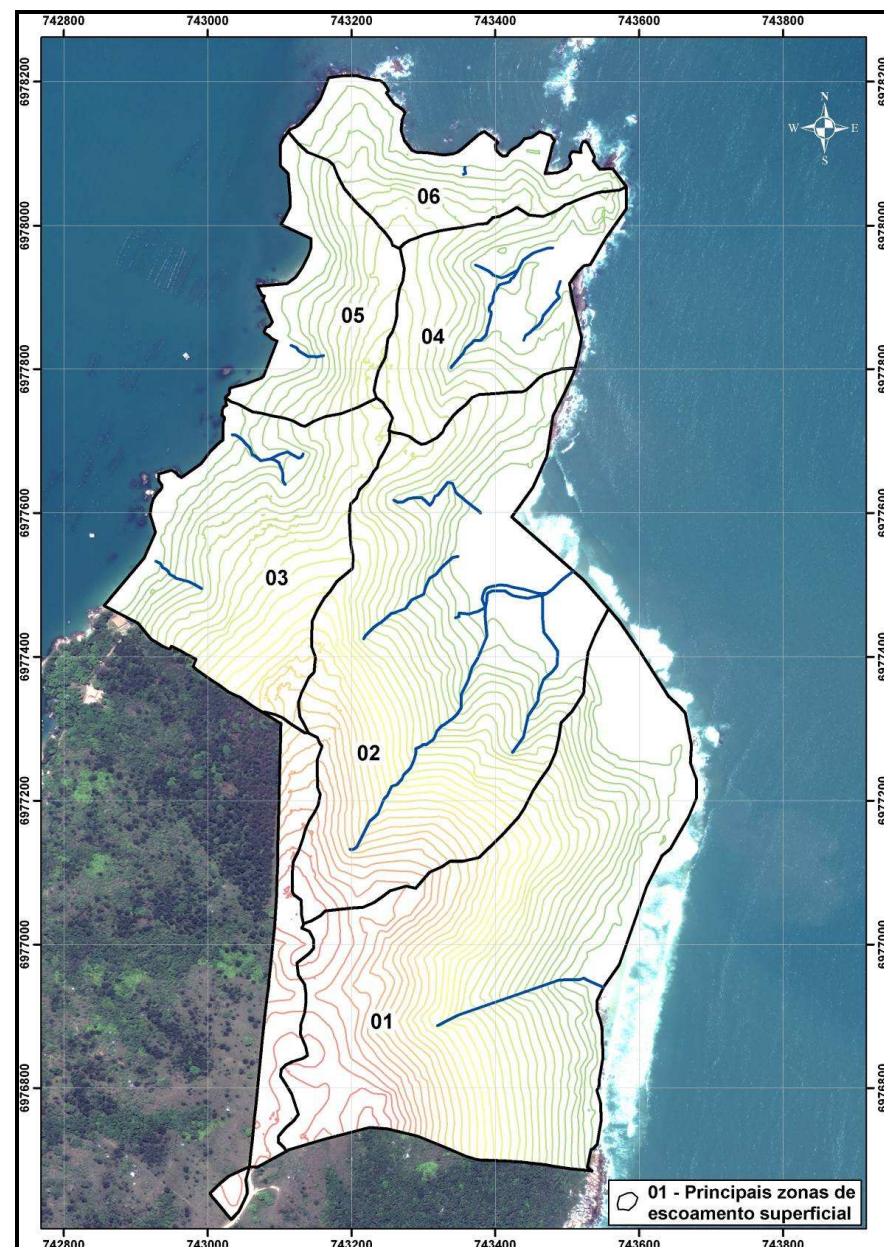 742800 743000 743200 743400 743600 743800
6978200 6978200
N
W E
S
06
6978000 6978000
05
04
6977800 6977800
6977600 6977600
03
6977400 6977400
02
6977200 6977200
6977000 6977000
01
6976800 6976800
01 - Principais zonas de
escoamento superficial
742800 743000 743200 743400 743600 743800